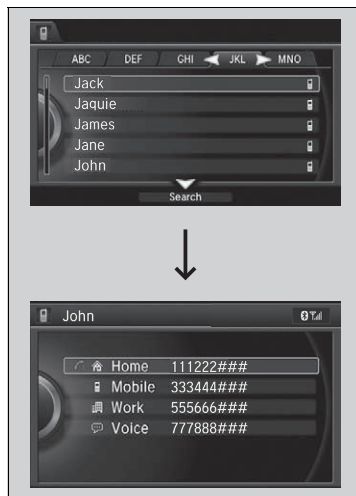 ABC DEF GHI JKL MNO
Jack
Jaquie
James
Jane
John
Search
John
Home 111222###
Mobile 333444###
Work 555666###
Voice 777888###